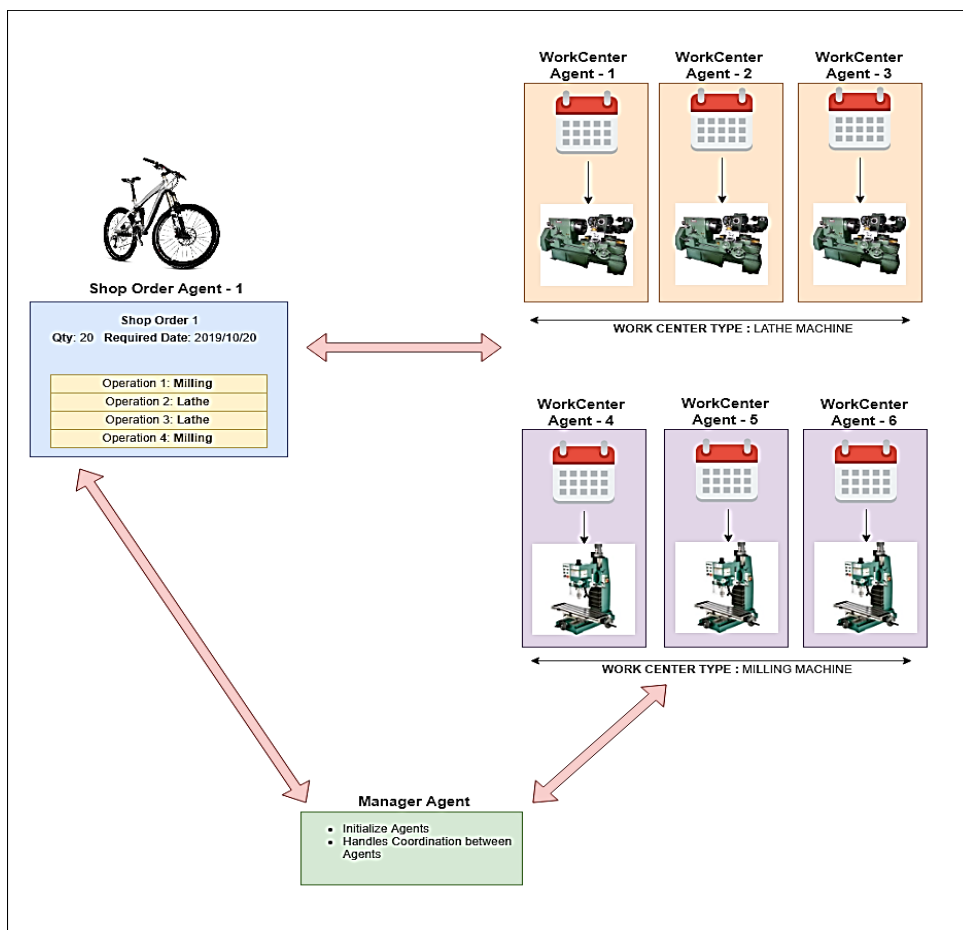 WorkCenter
Agent - 1
WorkCenter
Agent - 2
WorkCenter
Agent - 3
WORK CENTER TYPE : LATHE MACHINE
Shop Order Agent - 1
Shop Order 1
Qty: 20 Required Date: 2019/10/20
Operation 1: Milling
Operation 2: Lathe
Operation 3: Lathe
Operation 4: Milling
WorkCenter
Agent - 4
WorkCenter
Agent - 5
WorkCenter
Agent - 6
WORK CENTER TYPE : MILLING MACHINE
Manager Agent
• Initialize Agents
• Handles Coordination between
Agents